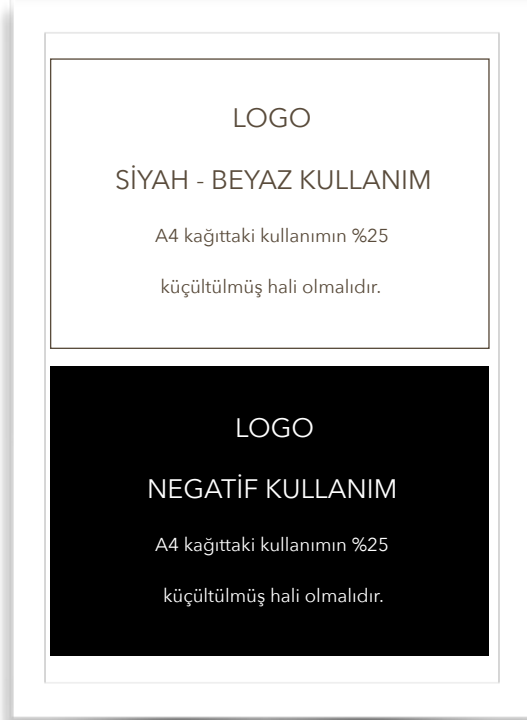 LOGO
SİYAH - BEYAZ KULLANIM
A4 kağıttaki kullanımın %25
küçültülmüş hali olmalıdır.
LOGO
NEGATİF KULLANIM
A4 kağıttaki kullanımın %25
küçültülmüş hali olmalıdır.